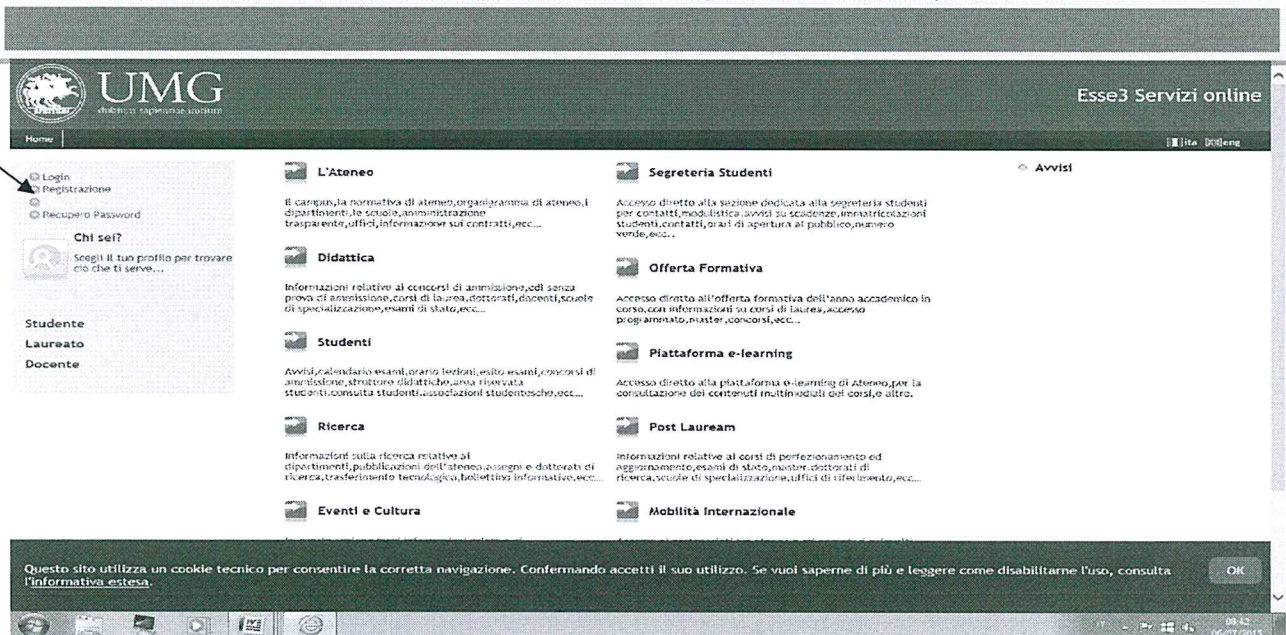 UMG
Esse3 Servizi online
Home
ita eng
Login
Registrazione
Recupero Password
Chi sei?
Scegli il tuo profilo per trovare
ciò che ti serve...
Studente
Laureato
Docente
L'Ateneo
Il campus,la normativa di ateneo,organigramma di ateneo,i
dipartimenti,le scuole,amministrazione
trasparente,uffici,informazione sui contratti,ecc...
Didattica
Informazioni relative ai concorsi di ammissione,cdl senza
prova di ammissione,corsi di laurea,dottorati,docenti,scuole
di specializzazione,esami di stato,ecc...
Studenti
Avvisi,calendario esami,orario lezioni,esito esami,concorsi di
ammissione,strutture didattiche,area riservata
studenti,consulta studenti,associazioni studentesche,ecc...
Ricerca
Informazioni sulla ricerca relative ai
dipartimenti,pubblicazioni dell'ateneo,assegni e dottorati di
ricerca,trasferimento tecnologico,bollettino informativo,ecc...
Eventi e Cultura
Segreteria Studenti
Accesso diretto alla sezione dedicata alla segreteria studenti
per contatti,modulistica,avvisi su scadenze,immatricolazioni
studenti,contatti,orari di apertura al pubblico,numero
verde,ecc...
Offerta Formativa
Accesso diretto all'offerta formativa dell'anno accademico in
corso,con informazioni su corsi di laurea,accesso
programmato,master,concorsi,ecc...
Piattaforma e-learning
Accesso diretto alla piattaforma e-learning di Ateneo,per la
consultazione dei contenuti multimediali dei corsi,e altro.
Post Lauream
Informazioni relative ai corsi di perfezionamento ed
aggiornamento,esami di stato,master,dottorati di
ricerca,scuole di specializzazione,uffici di riferimento,ecc...
Mobilità Internazionale
Avvisi
Questo sito utilizza un cookie tecnico per consentire la corretta navigazione. Confermando accetti il suo utilizzo. Se vuoi saperne di più e leggere come disabilitarne l'uso, consulta
l'informativa estesa.
OK
IT
08:42